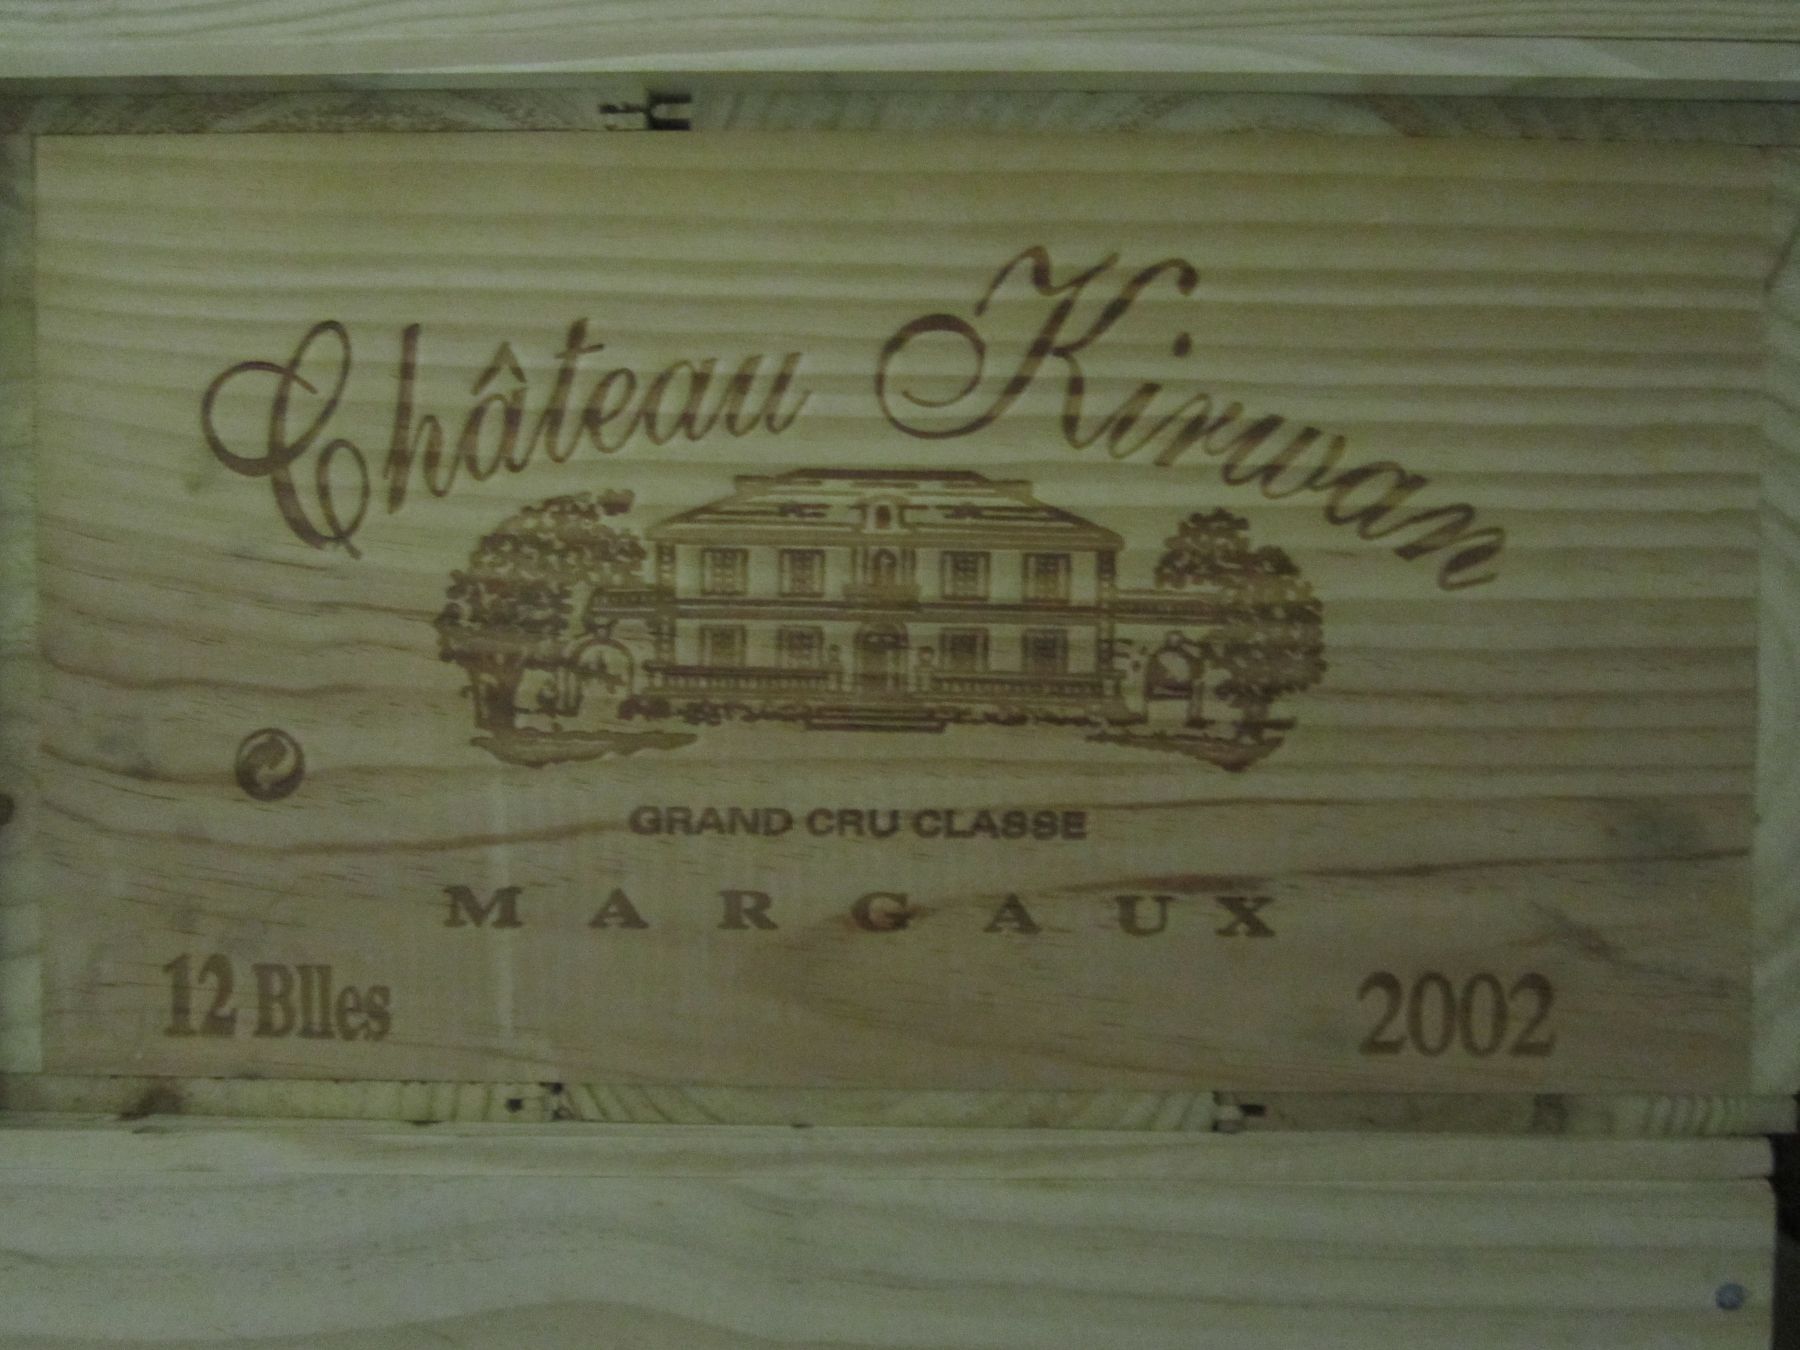 Château Kirwan
GRAND CRU CLASSE
MARGAUX
12 Blles
2002